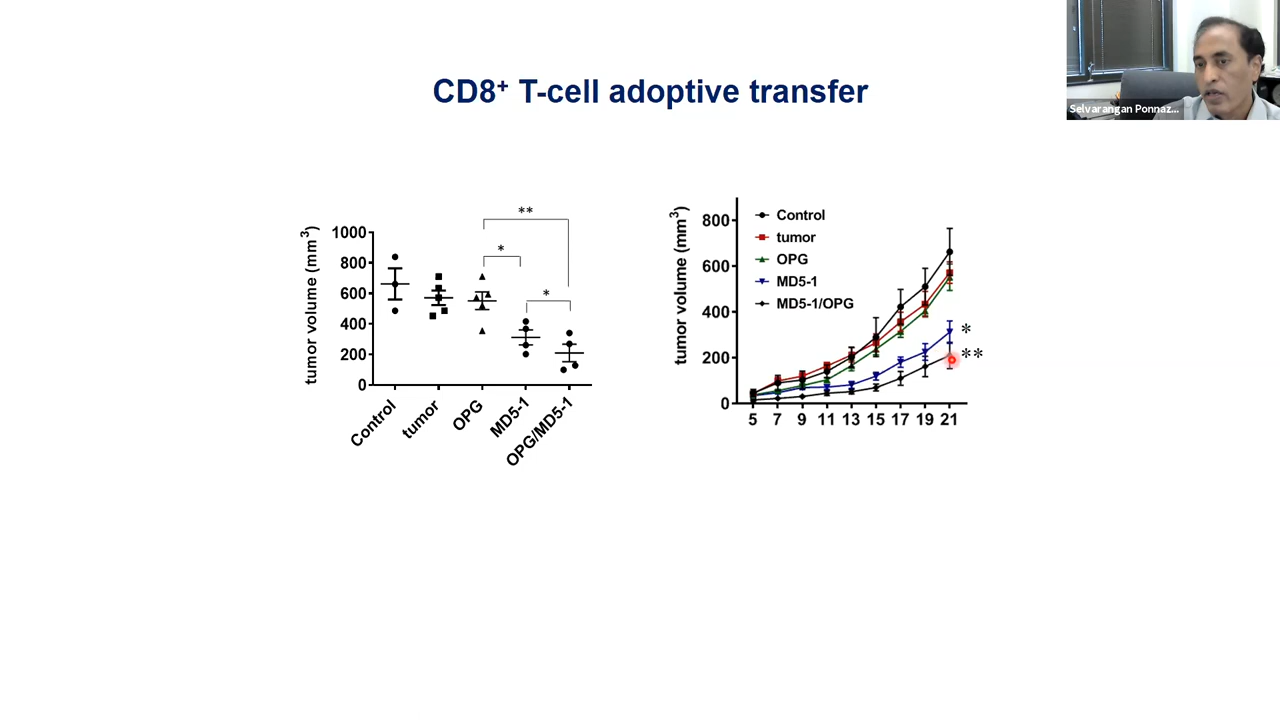 CD8⁺ T-cell adoptive transfer
Selvarangan Ponnaz...
tumor volume (mm³)
1000
800
600
400
200
0
**
*
*
Control
tumor
OPG
MD5-1
OPG/MD5-1
tumor volume (mm³)
800
600
400
200
0
Control
tumor
OPG
MD5-1
MD5-1/OPG
*
**
5 7 9 11 13 15 17 19 21